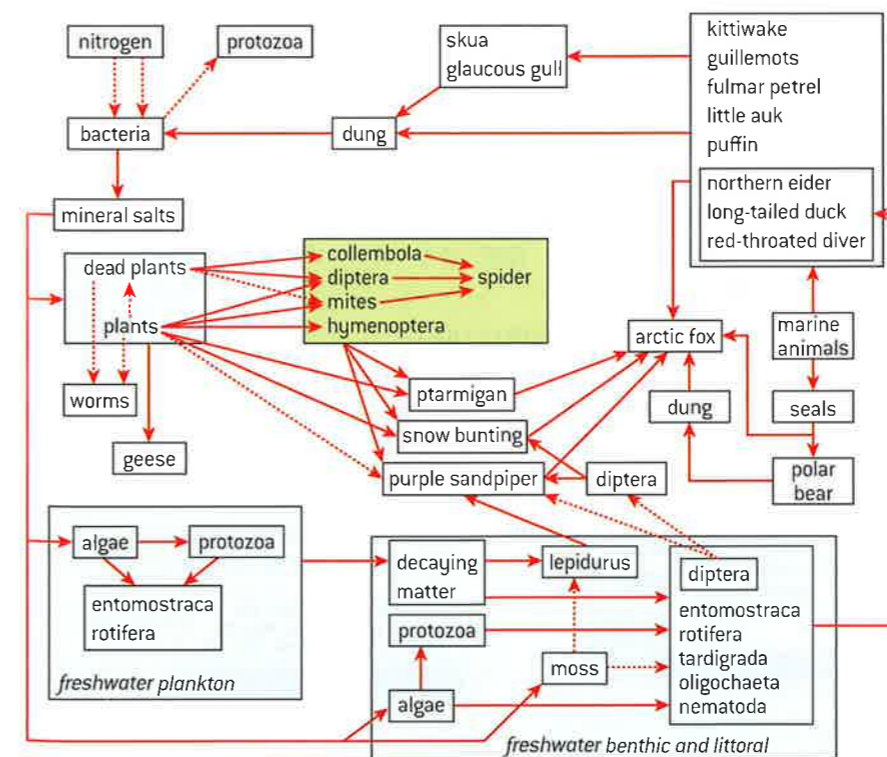 nitrogen
protozoa
skua
glaucous gull
kittiwake
guillemots
fulmar petrel
little auk
puffin
bacteria
dung
northern eider
long-tailed duck
red-throated diver
mineral salts
dead plants
plants
collembola
diptera
mites
hymenoptera
spider
arctic fox
marine
animals
worms
ptarmigan
dung
seals
geese
snow bunting
purple sandpiper
diptera
polar
bear
algae
protozoa
entomostraca
rotifera
freshwater plankton
decaying
matter
lepidurus
diptera
protozoa
moss
algae
entomostraca
rotifera
tardigrada
oligochaeta
nematoda
freshwater benthic and littoral